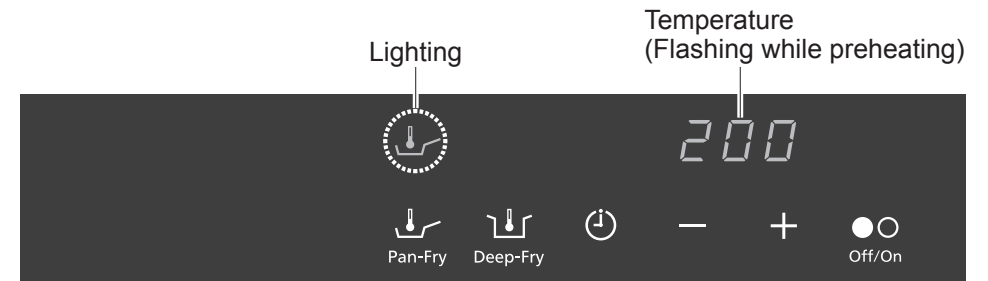 Temperature
Lighting (Flashing while preheating)
200
Pan-Fry Deep-Fry Off/On